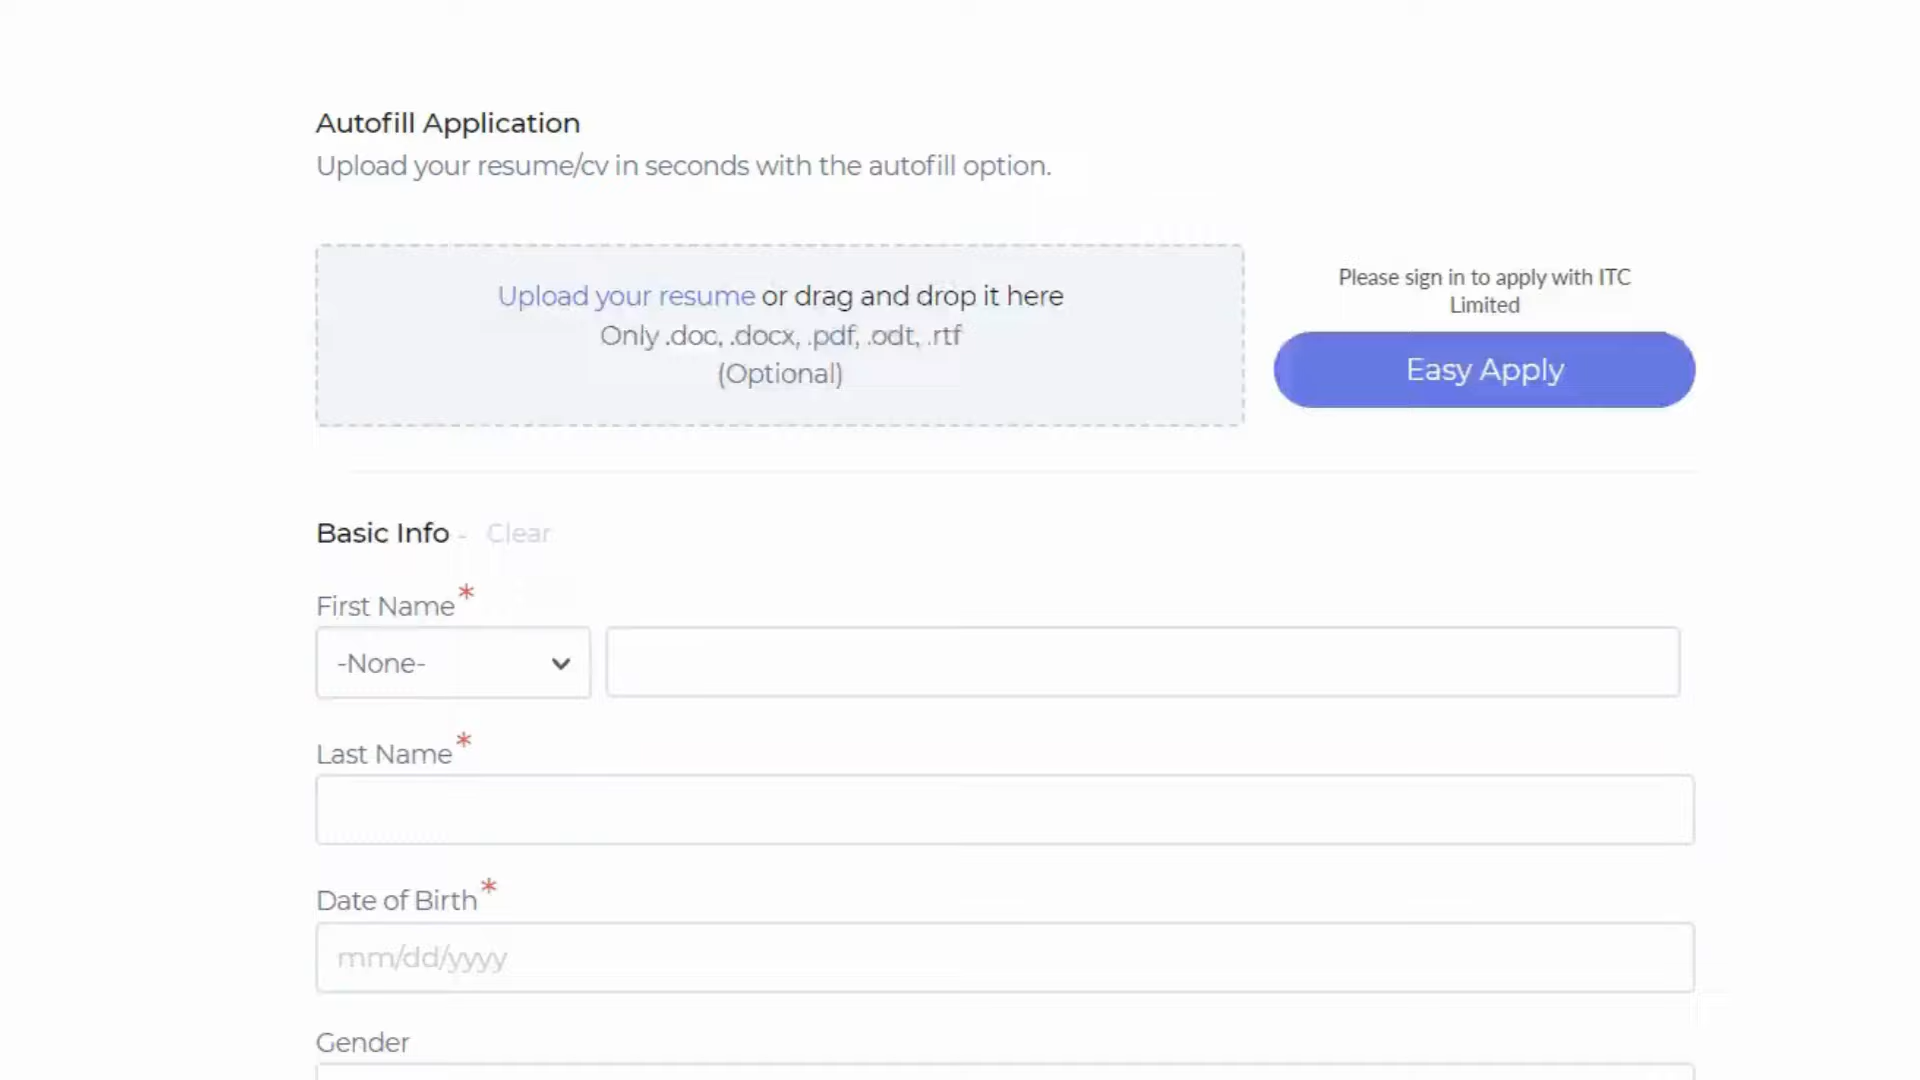 Autofill Application
Upload your resume/cv in seconds with the autofill option.
Upload your resume or drag and drop it here
Only .doc, .docx, .pdf, .odt, .rtf
(Optional)
Please sign in to apply with ITC
Limited
Easy Apply
Basic Info - Clear
First Name*
-None-
Last Name*
Date of Birth*
mm/dd/yyyy
Gender